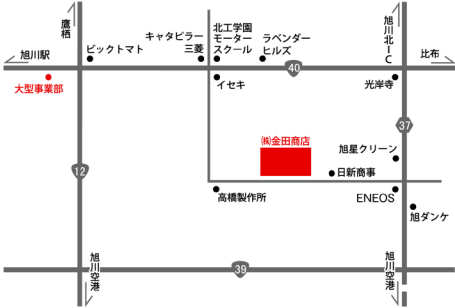 鷹栖
旭川駅
ビックトマト
キャタピラー
三菱
北工学園
モーター
スクール
ラベンダー
ヒルズ
旭川北IC
比布
大型事業部
イセキ
40
光岸寺
37
㈱金田商店
旭星クリーン
日新商事
12
高橋製作所
ENEOS
旭ダンケ
旭川空港
39
旭川空港